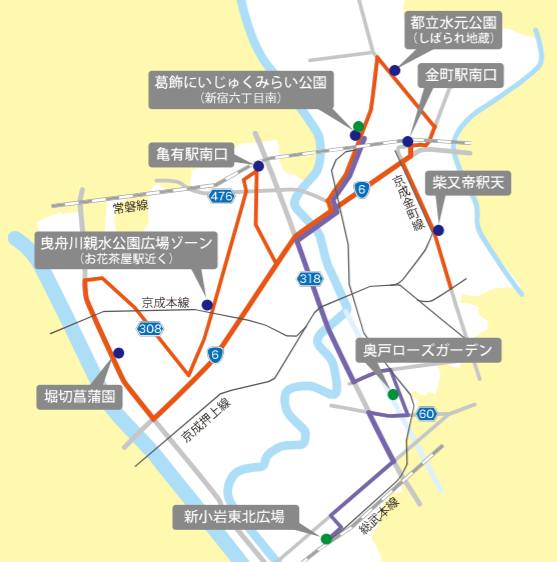 都立水元公園
（しばられ地蔵）
葛飾にいじゅくみらい公園
（新宿六丁目南）
金町駅南口
亀有駅南口
476
常磐線
6
京成金町線
柴又帝釈天
曳舟川親水公園広場ゾーン
（お花茶屋駅近く）
318
京成本線
308
6
奥戸ローズガーデン
堀切菖蒲園
60
京成押上線
新小岩東北広場
総武本線